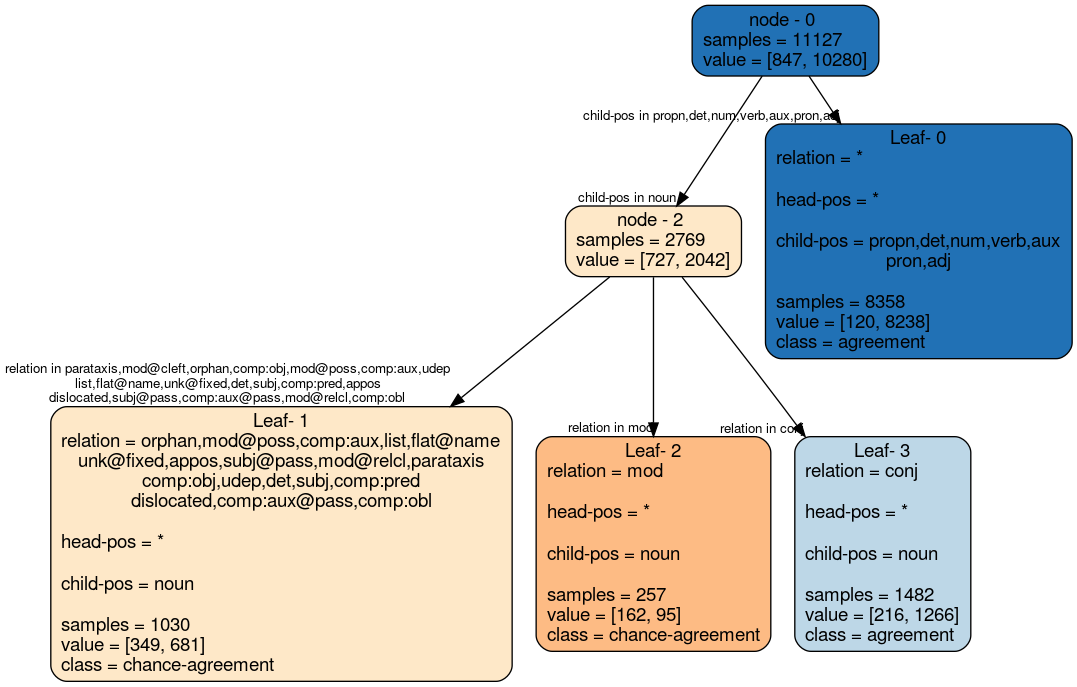 node - 0
samples = 11127
value = [847, 10280]
child-pos in propn,det,num,verb,aux,pron,adj
Leaf- 0
relation = *
head-pos = *
child-pos = propn,det,num,verb,aux
pron,adj
samples = 8358
value = [120, 8238]
class = agreement
child-pos in noun
node - 2
samples = 2769
value = [727, 2042]
relation in parataxis,mod@cleft,orphan,comp:obj,mod@poss,comp:aux,udep
list,flat@name,unk@fixed,det,subj,comp:pred,appos
dislocated,subj@pass,comp:aux@pass,mod@relcl,comp:obl
Leaf- 1
relation = orphan,mod@poss,comp:aux,list,flat@name
unk@fixed,appos,subj@pass,mod@relcl,parataxis
comp:obj,udep,det,subj,comp:pred
dislocated,comp:aux@pass,comp:obl
head-pos = *
child-pos = noun
samples = 1030
value = [349, 681]
class = chance-agreement
relation in mod
Leaf- 2
relation = mod
head-pos = *
child-pos = noun
samples = 257
value = [162, 95]
class = chance-agreement
relation in conj
Leaf- 3
relation = conj
head-pos = *
child-pos = noun
samples = 1482
value = [216, 1266]
class = agreement